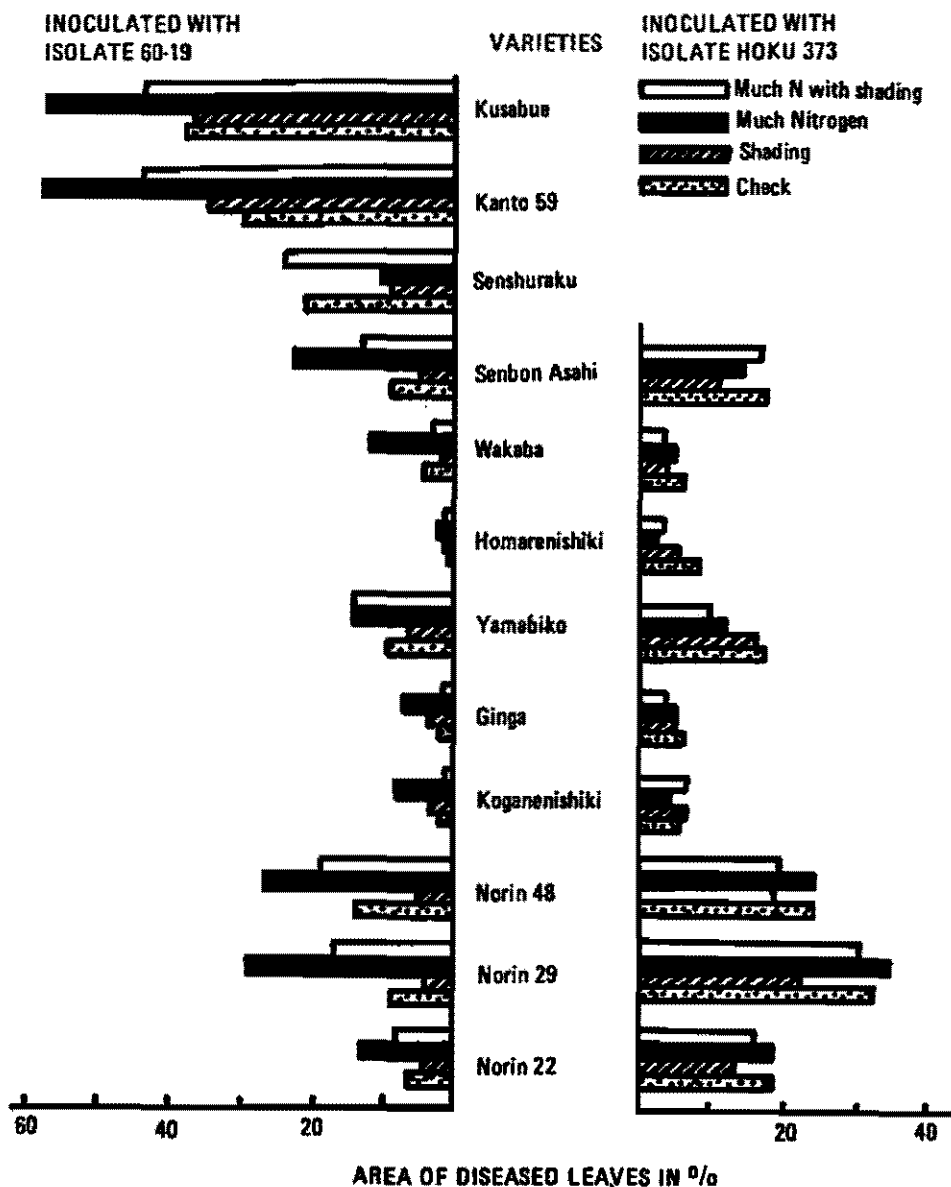 INOCULATED WITH
ISOLATE 60-19
VARIETIES
INOCULATED WITH
ISOLATE HOKU 373
Much N with shading
Much Nitrogen
Shading
Check
Kusabue
Kanto 59
Senshuraku
Senbon Asahi
Wakaba
Homarenishiki
Yamabiko
Ginga
Koganenishiki
Norin 48
Norin 29
Norin 22
60 40 20 20 40
AREA OF DISEASED LEAVES IN %